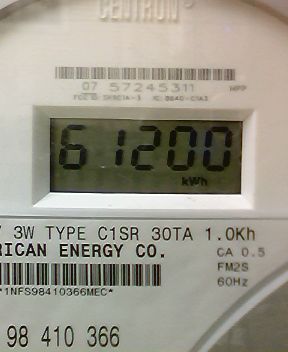 CENTRON
07 57245311
61200
kWh
3W TYPE C1SR 30TA 1.0Kh
RICAN ENERGY CO.
CA 0.5
FM2S
60Hz
*1NFS98410366MEC*
98 410 366